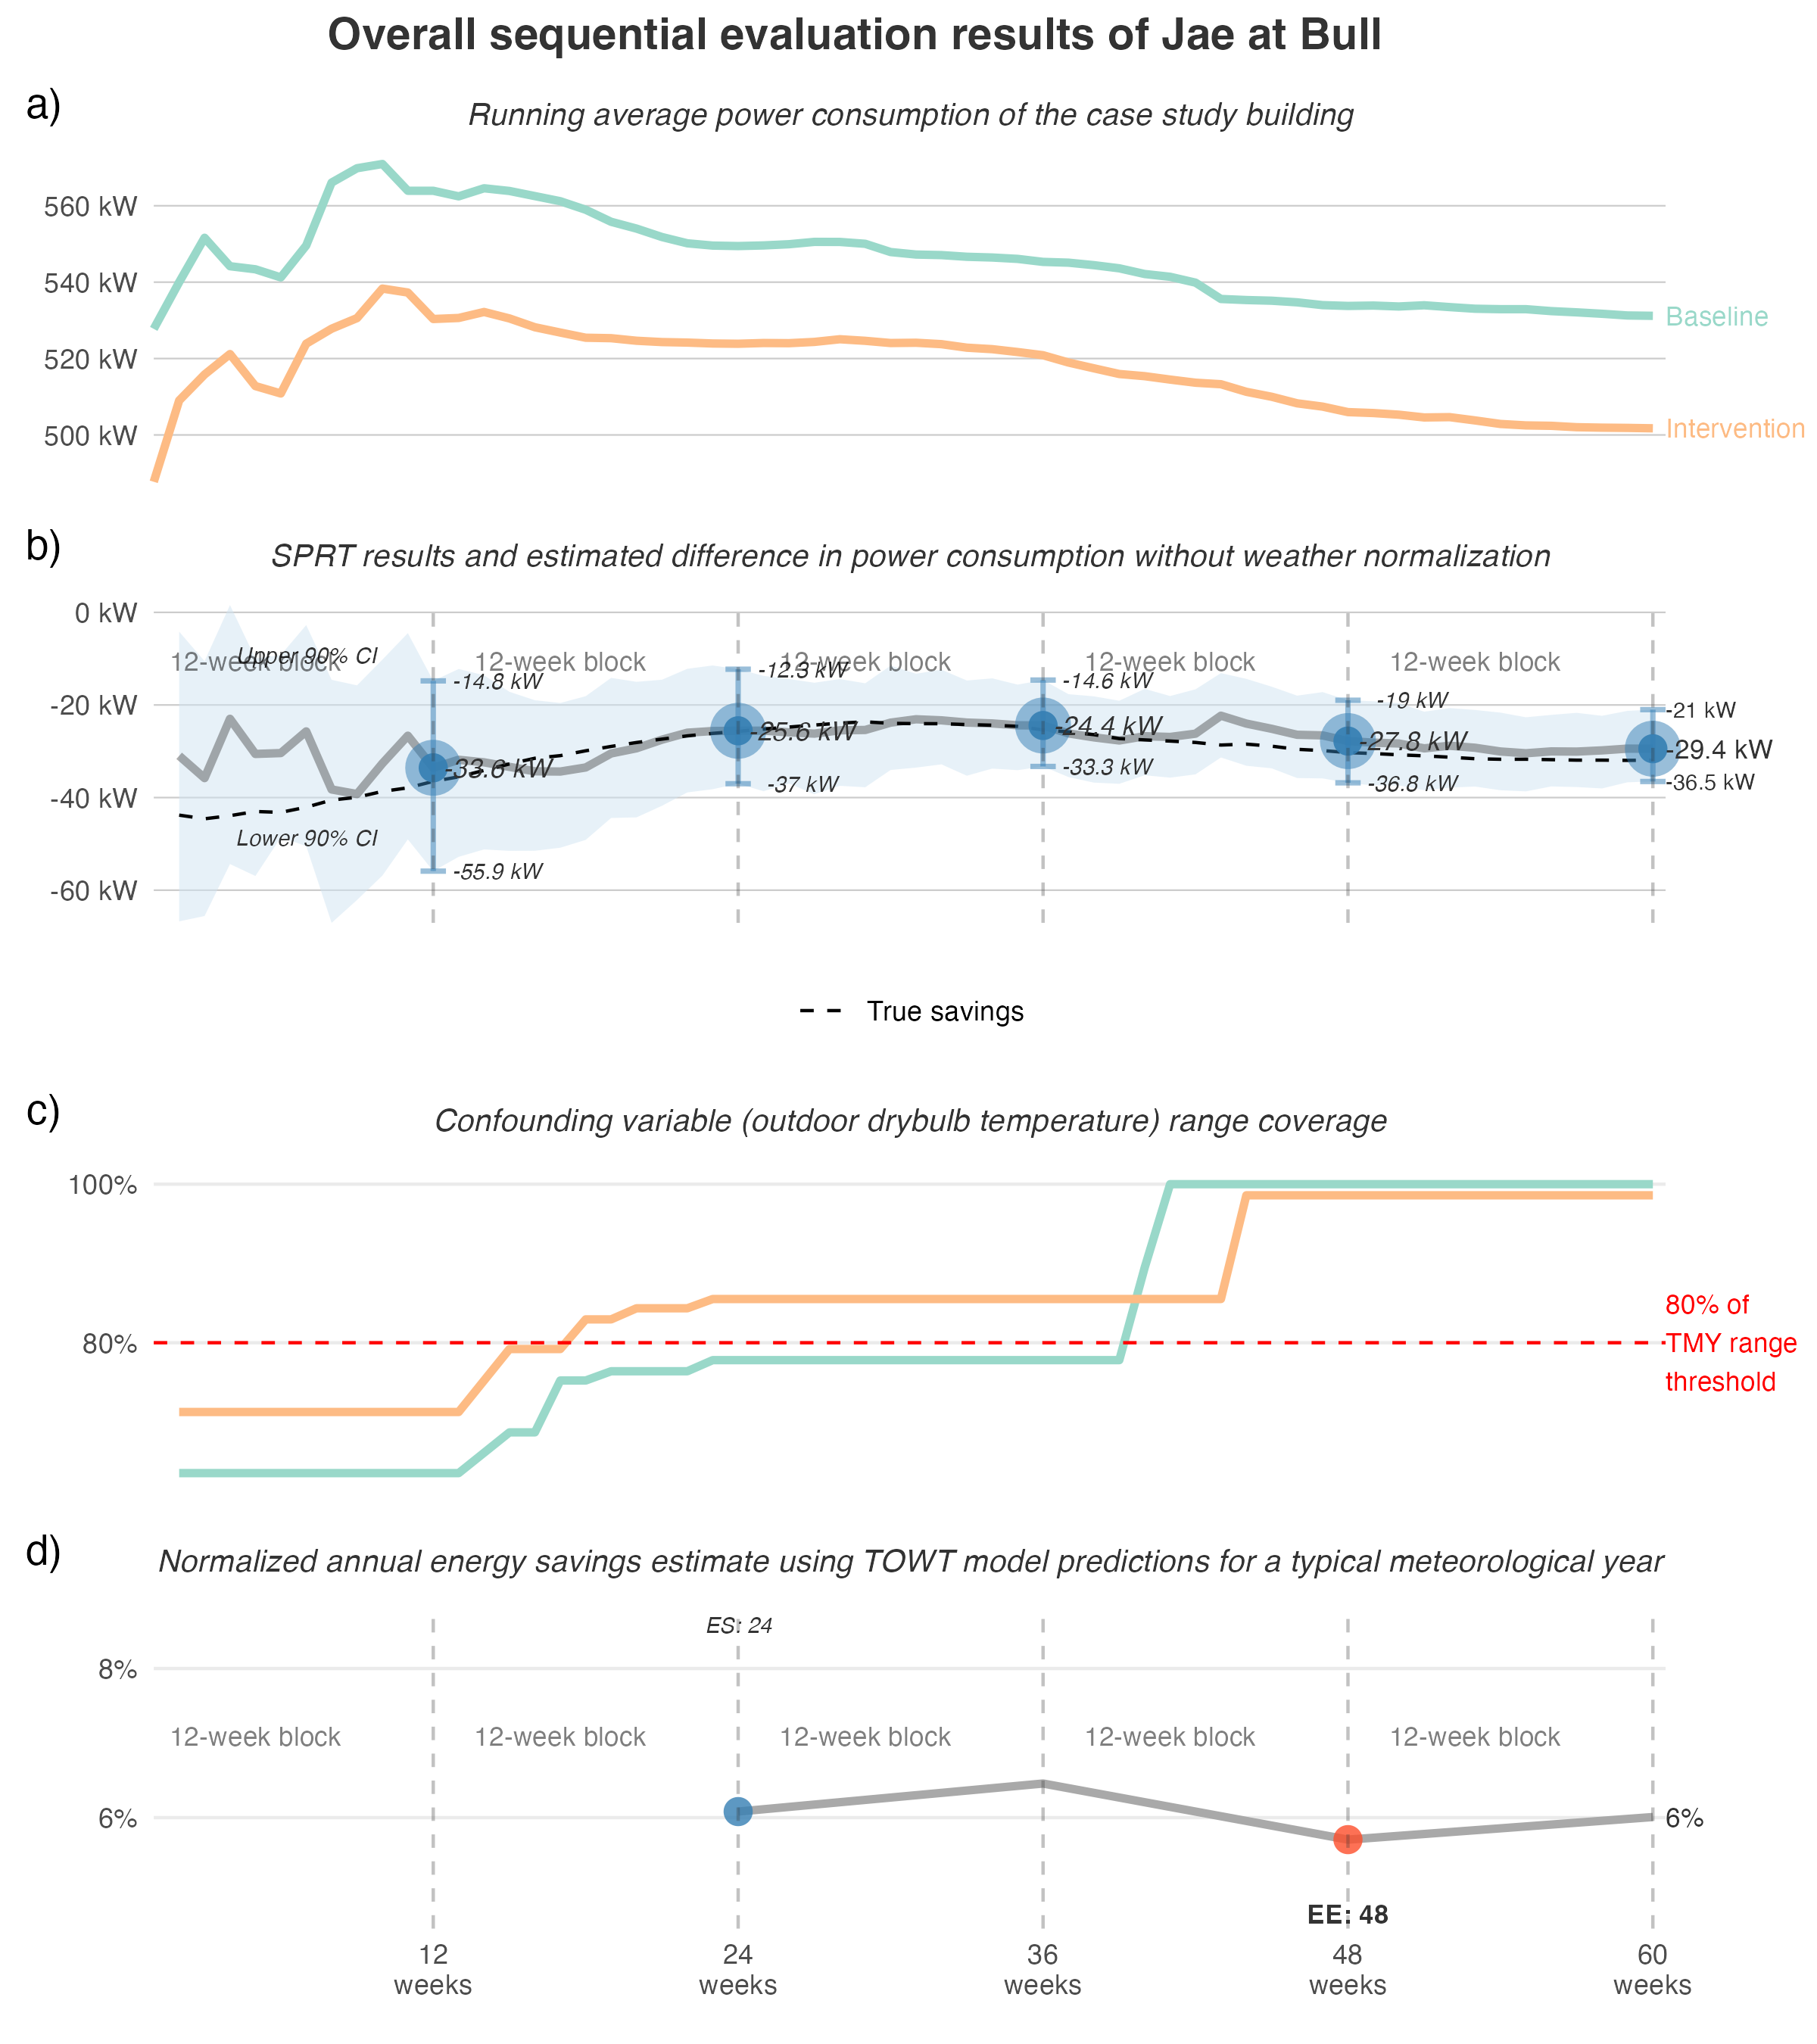 Overall sequential evaluation results of Jae at Bull
a)
Running average power consumption of the case study building
560 kW
540 kW
520 kW
500 kW
Baseline
Intervention
b)
SPRT results and estimated difference in power consumption without weather normalization
0 kW
-20 kW
-40 kW
-60 kW
12-week block
12-week block
12-week block
12-week block
12-week block
Upper 90% CI
Lower 90% CI
-14.8 kW
-33.6 kW
-55.9 kW
-12.3 kW
-25.6 kW
-37 kW
-14.6 kW
-24.4 kW
-33.3 kW
-19 kW
-27.8 kW
-36.8 kW
-21 kW
-29.4 kW
-36.5 kW
True savings
c)
Confounding variable (outdoor drybulb temperature) range coverage
100%
80%
80% of
TMY range
threshold
d)
Normalized annual energy savings estimate using TOWT model predictions for a typical meteorological year
ES: 24
8%
6%
12-week block
12-week block
12-week block
12-week block
12-week block
6%
EE: 48
12
weeks
24
weeks
36
weeks
48
weeks
60
weeks